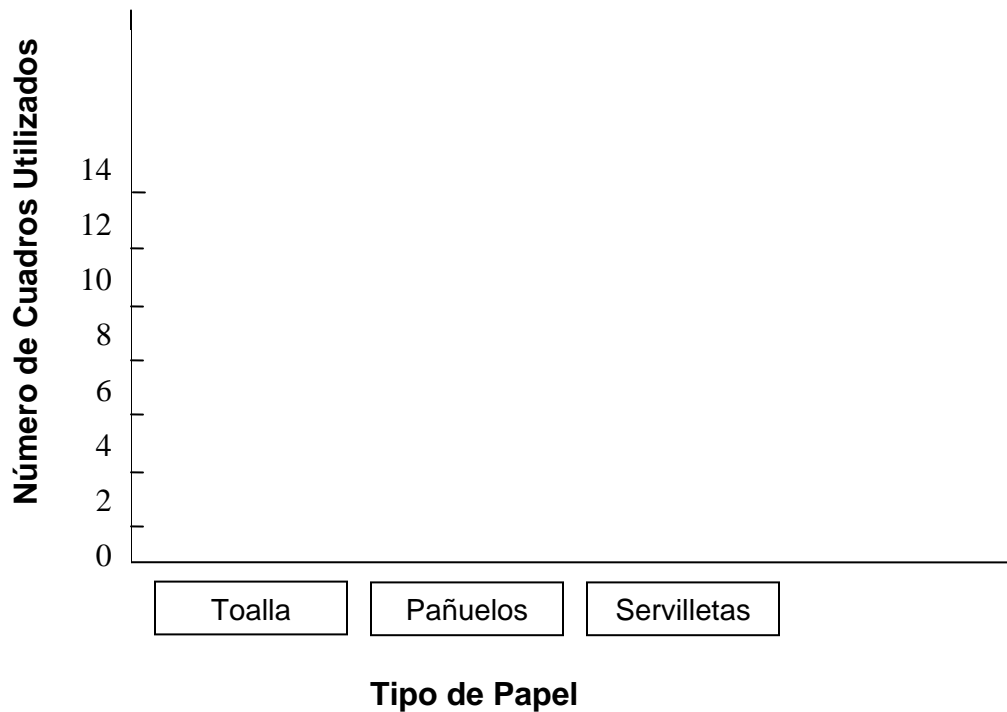 Número de Cuadros Utilizados
14
12
10
8
6
4
2
0
Toalla Pañuelos Servilletas
Tipo de Papel